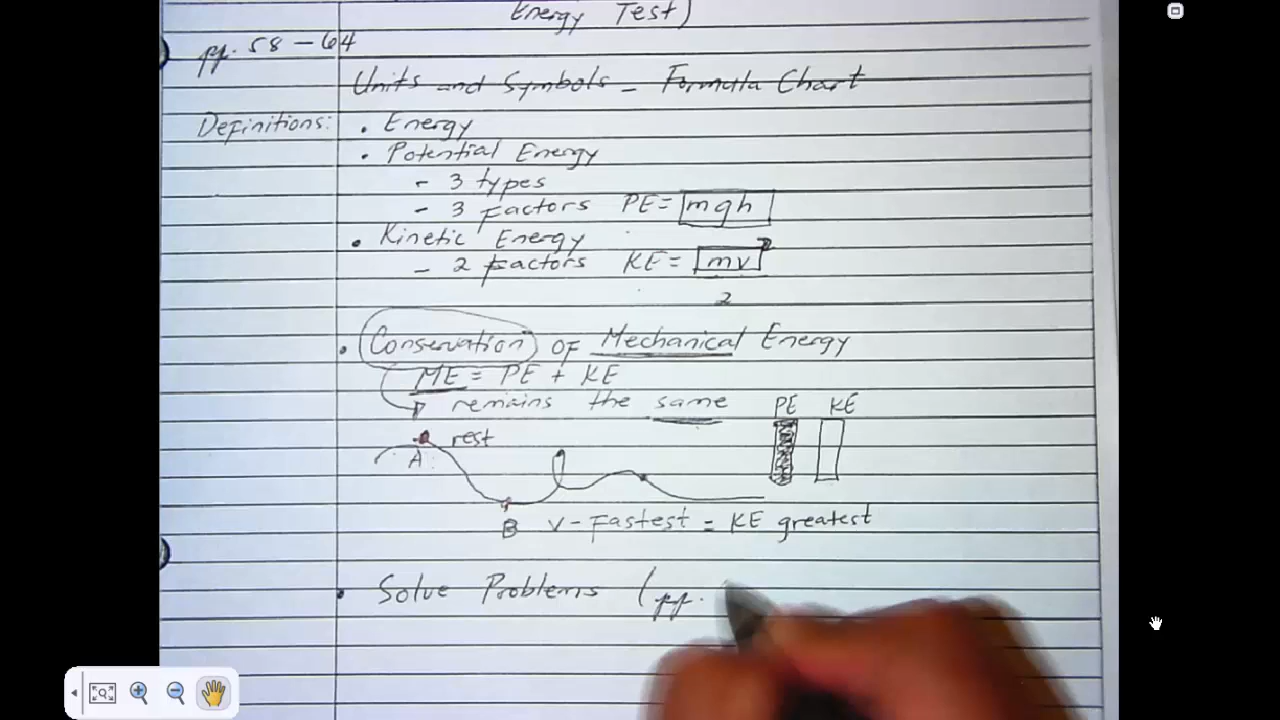 Energy Test)
pp. 58 - 64
Units and Symbols - Formula Chart
Definitions: • Energy
• Potential Energy
- 3 types
- 3 Factors PE = mgh
• Kinetic Energy
- 2 Factors KE = mv²
2
• Conservation of Mechanical Energy
ME = PE + KE
remains the same PE KE
rest
A
B V - Fastest = KE greatest
• Solve Problems (pp.